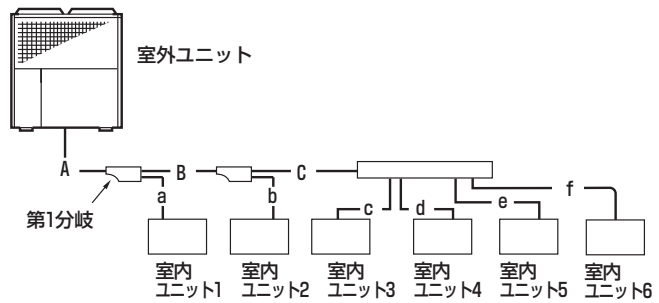 室外ユニット
A
B
C
a
b
c
d
e
f
第1分岐
室内
ユニット1
室内
ユニット2
室内
ユニット3
室内
ユニット4
室内
ユニット5
室内
ユニット6